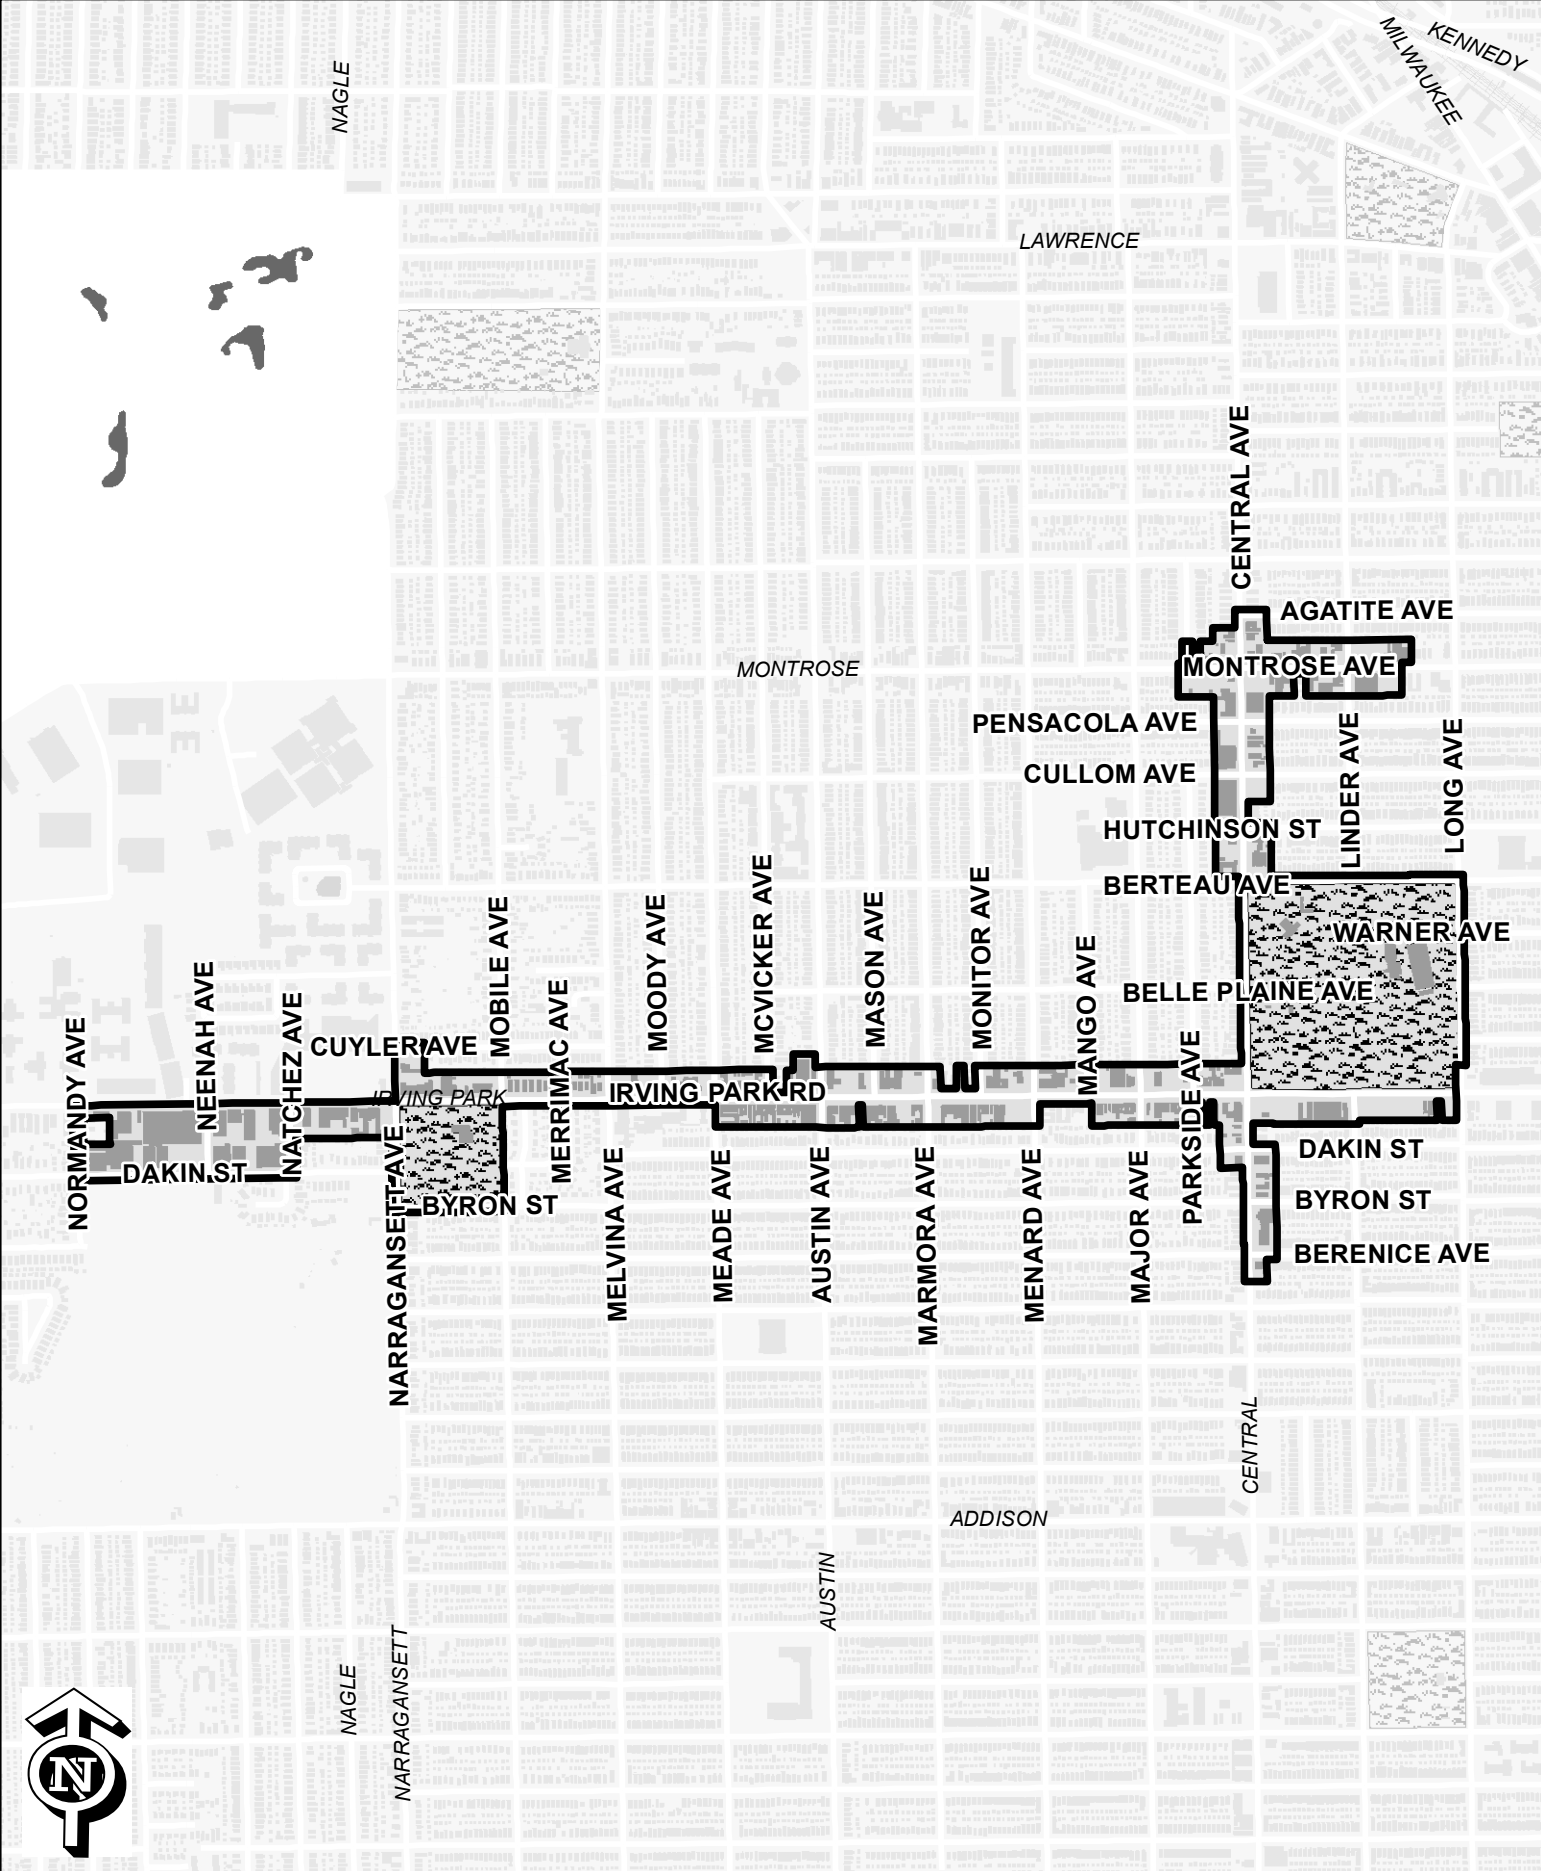 KENNEDY
MILWAUKEE
NAGLE
LAWRENCE
CENTRAL AVE
AGATITE AVE
MONTROSE
MONTROSE AVE
PENSACOLA AVE
LINDER AVE
LONG AVE
CULLOM AVE
HUTCHINSON ST
BERTEAU AVE
WARNER AVE
BELLE PLAINE AVE
MOBILE AVE
MOODY AVE
MCVICKER AVE
MASON AVE
MONITOR AVE
MANGO AVE
NORMANDY AVE
NEENAH AVE
NATCHEZ AVE
CUYLER AVE
MERRIMAC AVE
IRVING PARK
IRVING PARK RD
PARKSIDE AVE
DAKIN ST
DAKIN ST
NARRAGANSETT AVE
BYRON ST
BYRON ST
MELVINA AVE
MEADE AVE
AUSTIN AVE
MARMORA AVE
MENARD AVE
MAJOR AVE
BERENICE AVE
CENTRAL
ADDISON
AUSTIN
NAGLE
NARRAGANSETT
N